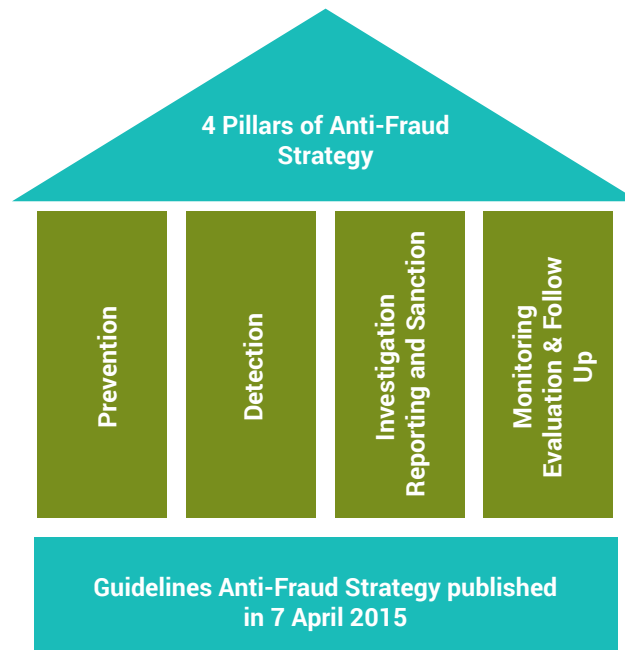 4 Pillars of Anti-Fraud
Strategy
Prevention
Detection
Investigation
Reporting and Sanction
Monitoring
Evaluation & Follow
Up
Guidelines Anti-Fraud Strategy published
in 7 April 2015